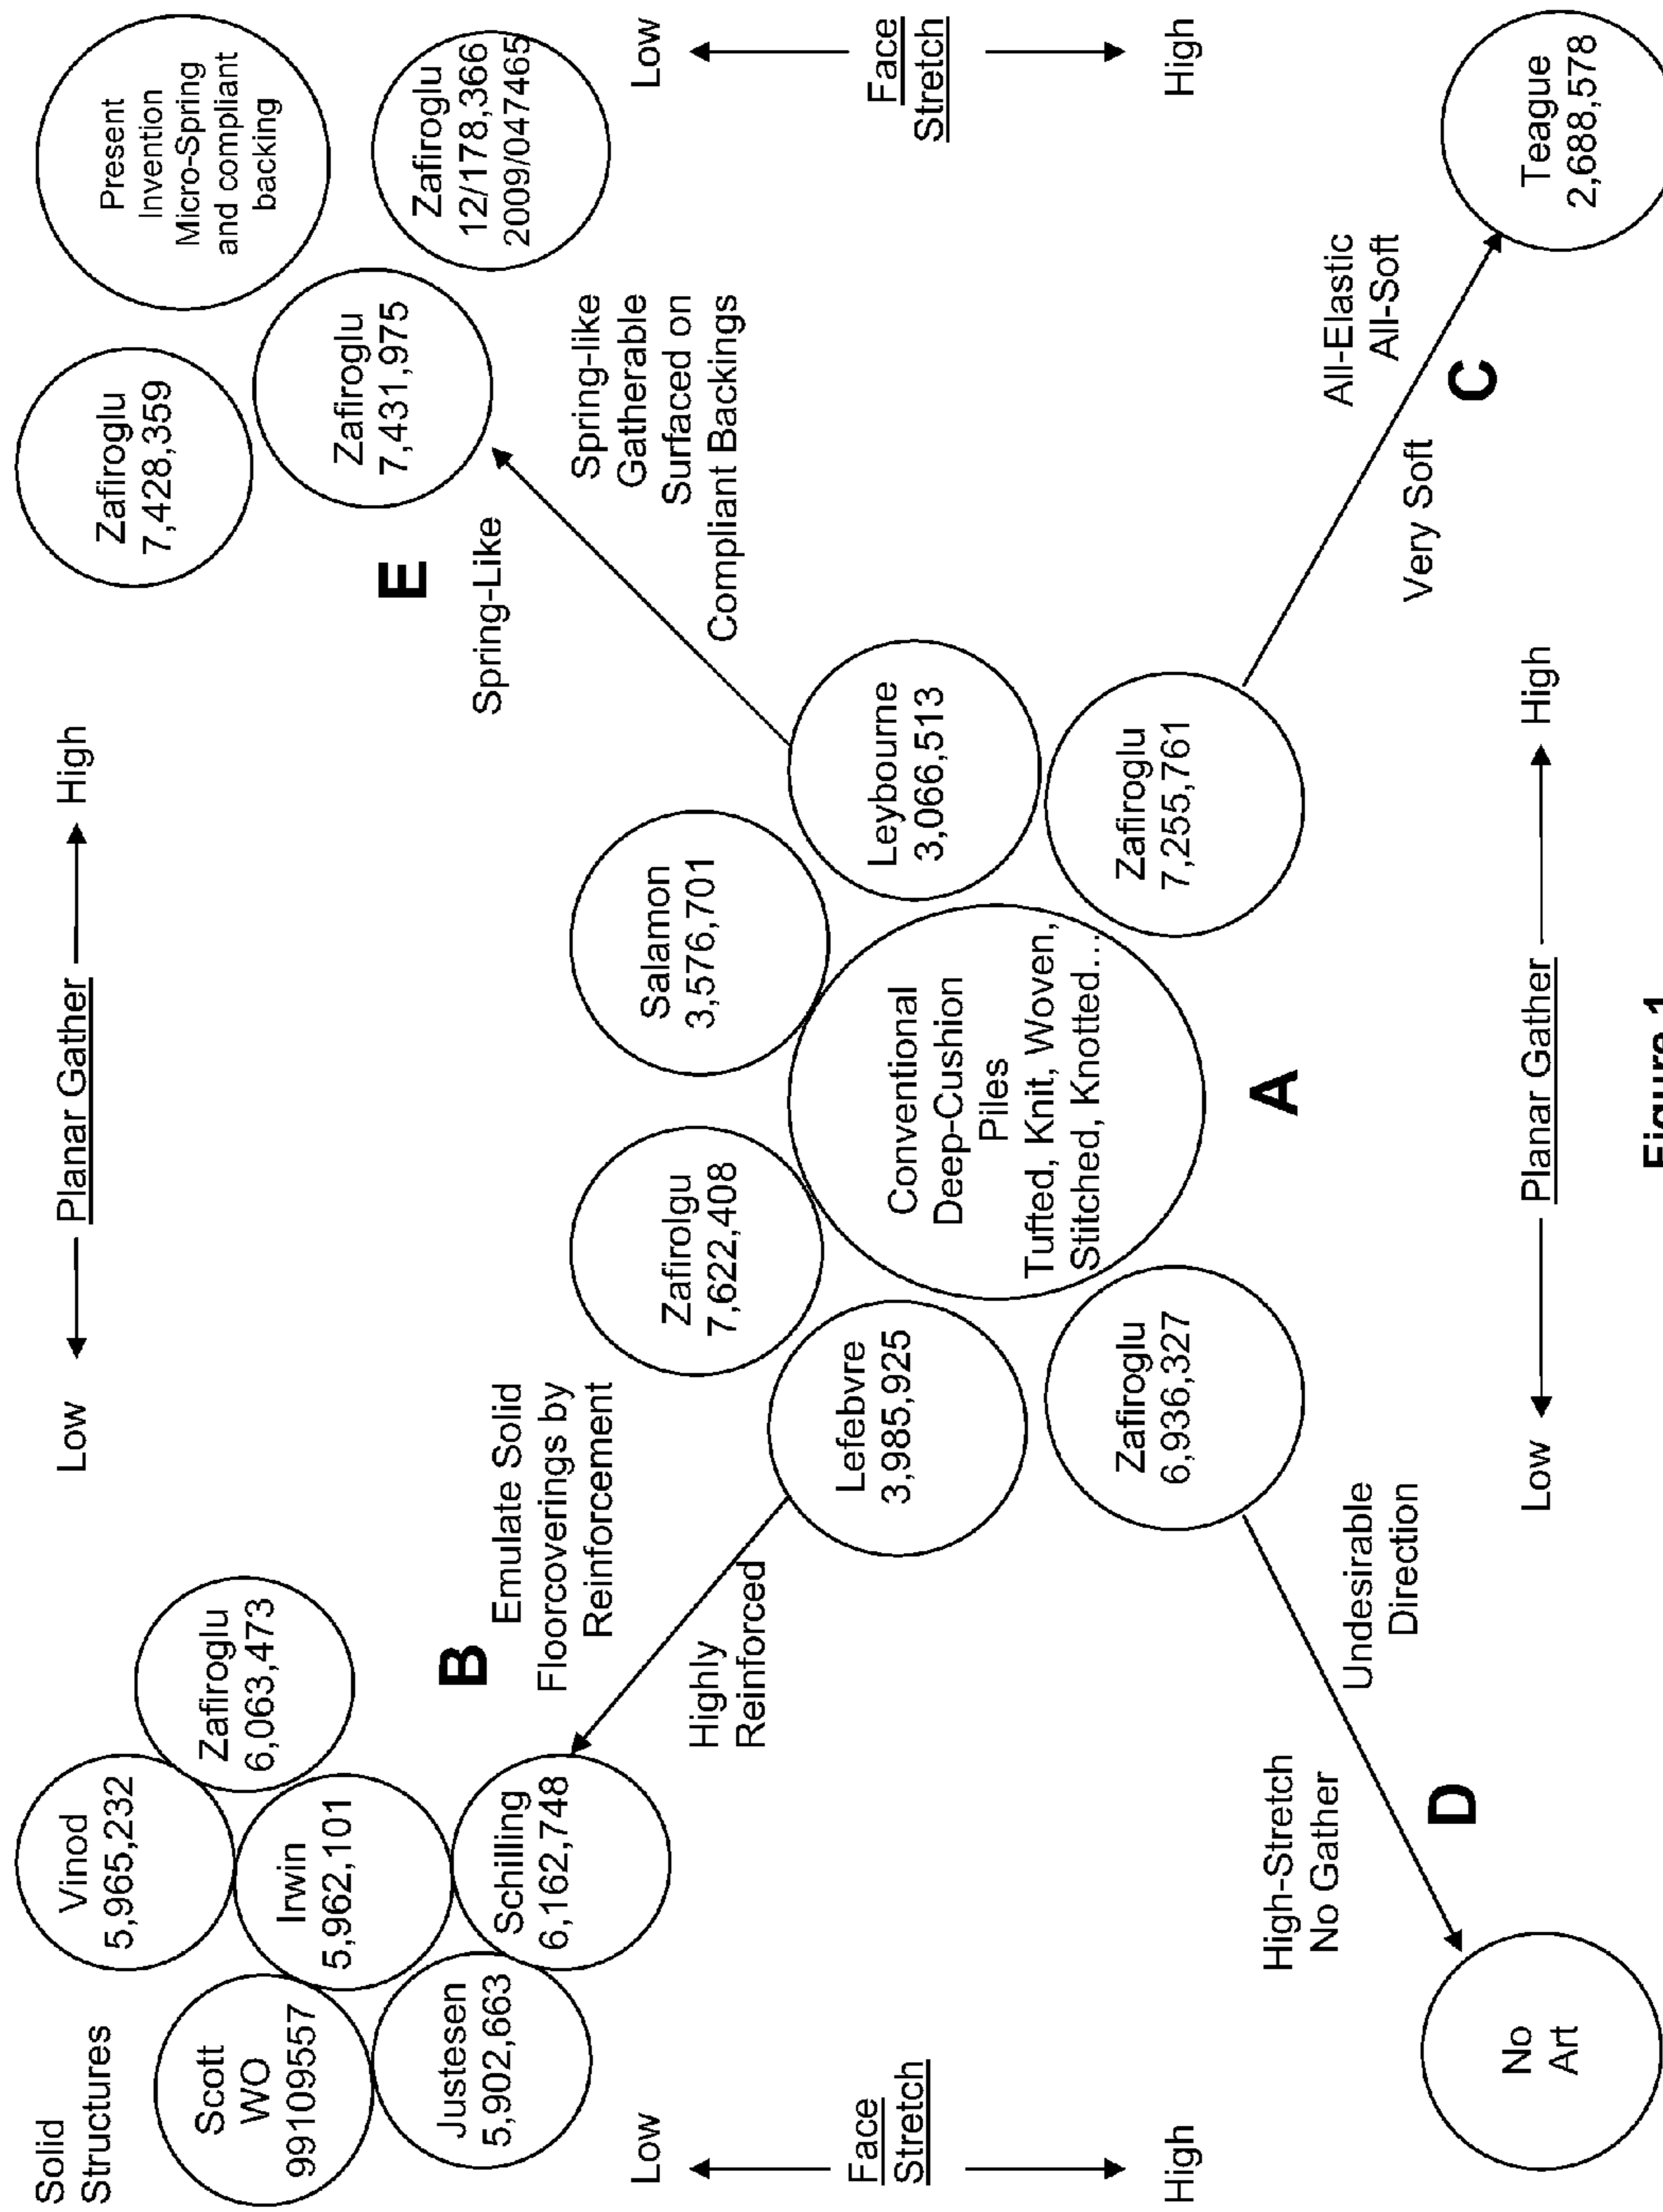 Solid
Structures
Low
Planar Gather
High
Scott
WO
99109557
Vinod
5,965,232
Zafiroglu
6,063,473
Irwin
5,962,101
Justesen
5,902,663
Schilling
6,162,748
B
Emulate Solid
Floorcoverings by
Reinforcement
Highly
Reinforced
Zafiroglu
7,428,359
Zafiroglu
7,431,975
Present
Invention
Micro-Spring
and compliant
backing
Zafiroglu
12/178,366
2009/047465
E
Spring-Like
Spring-like
Gatherable
Surfaced on
Compliant Backings
Low
Face
Stretch
High
Low
Face
Stretch
High
Zafirolgu
7,622,408
Salamon
3,576,701
Lefebvre
3,985,925
Leybourne
3,066,513
Conventional
Deep-Cushion
Piles
Tufted, Knit, Woven,
Stitched, Knotted...
Zafiroglu
6,936,327
Zafiroglu
7,255,761
A
Undesirable
Direction
High-Stretch
No Gather
D
No
Art
All-Elastic
All-Soft
Very Soft
C
Teague
2,688,578
Low
Planar Gather
High
Figure 1